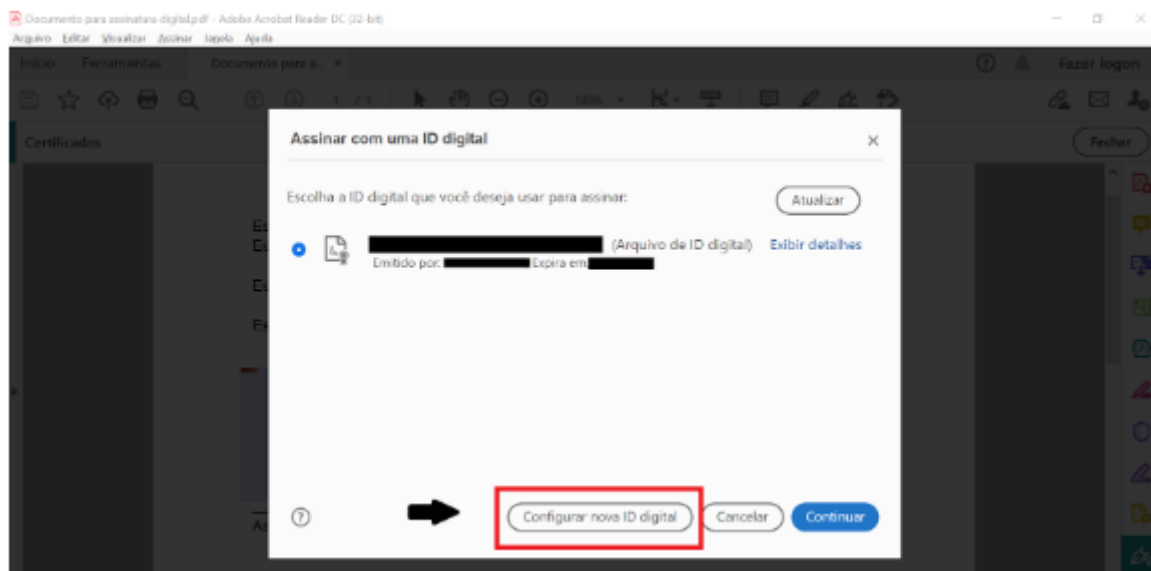 Documento para assinatura digital.pdf - Adobe Acrobat Reader DC (32-bit)
Arquivo Editar Visualizar Assinar Janela Ajuda
Início Ferramentas Documento para a... × Fazer logon
1 / 1 100%
Certificados Fechar
Assinar com uma ID digital
Escolha a ID digital que você deseja usar para assinar: Atualizar
(Arquivo de ID digital) Exibir detalhes
Emitido por: Expira em:
Configurar nova ID digital Cancelar Continuar